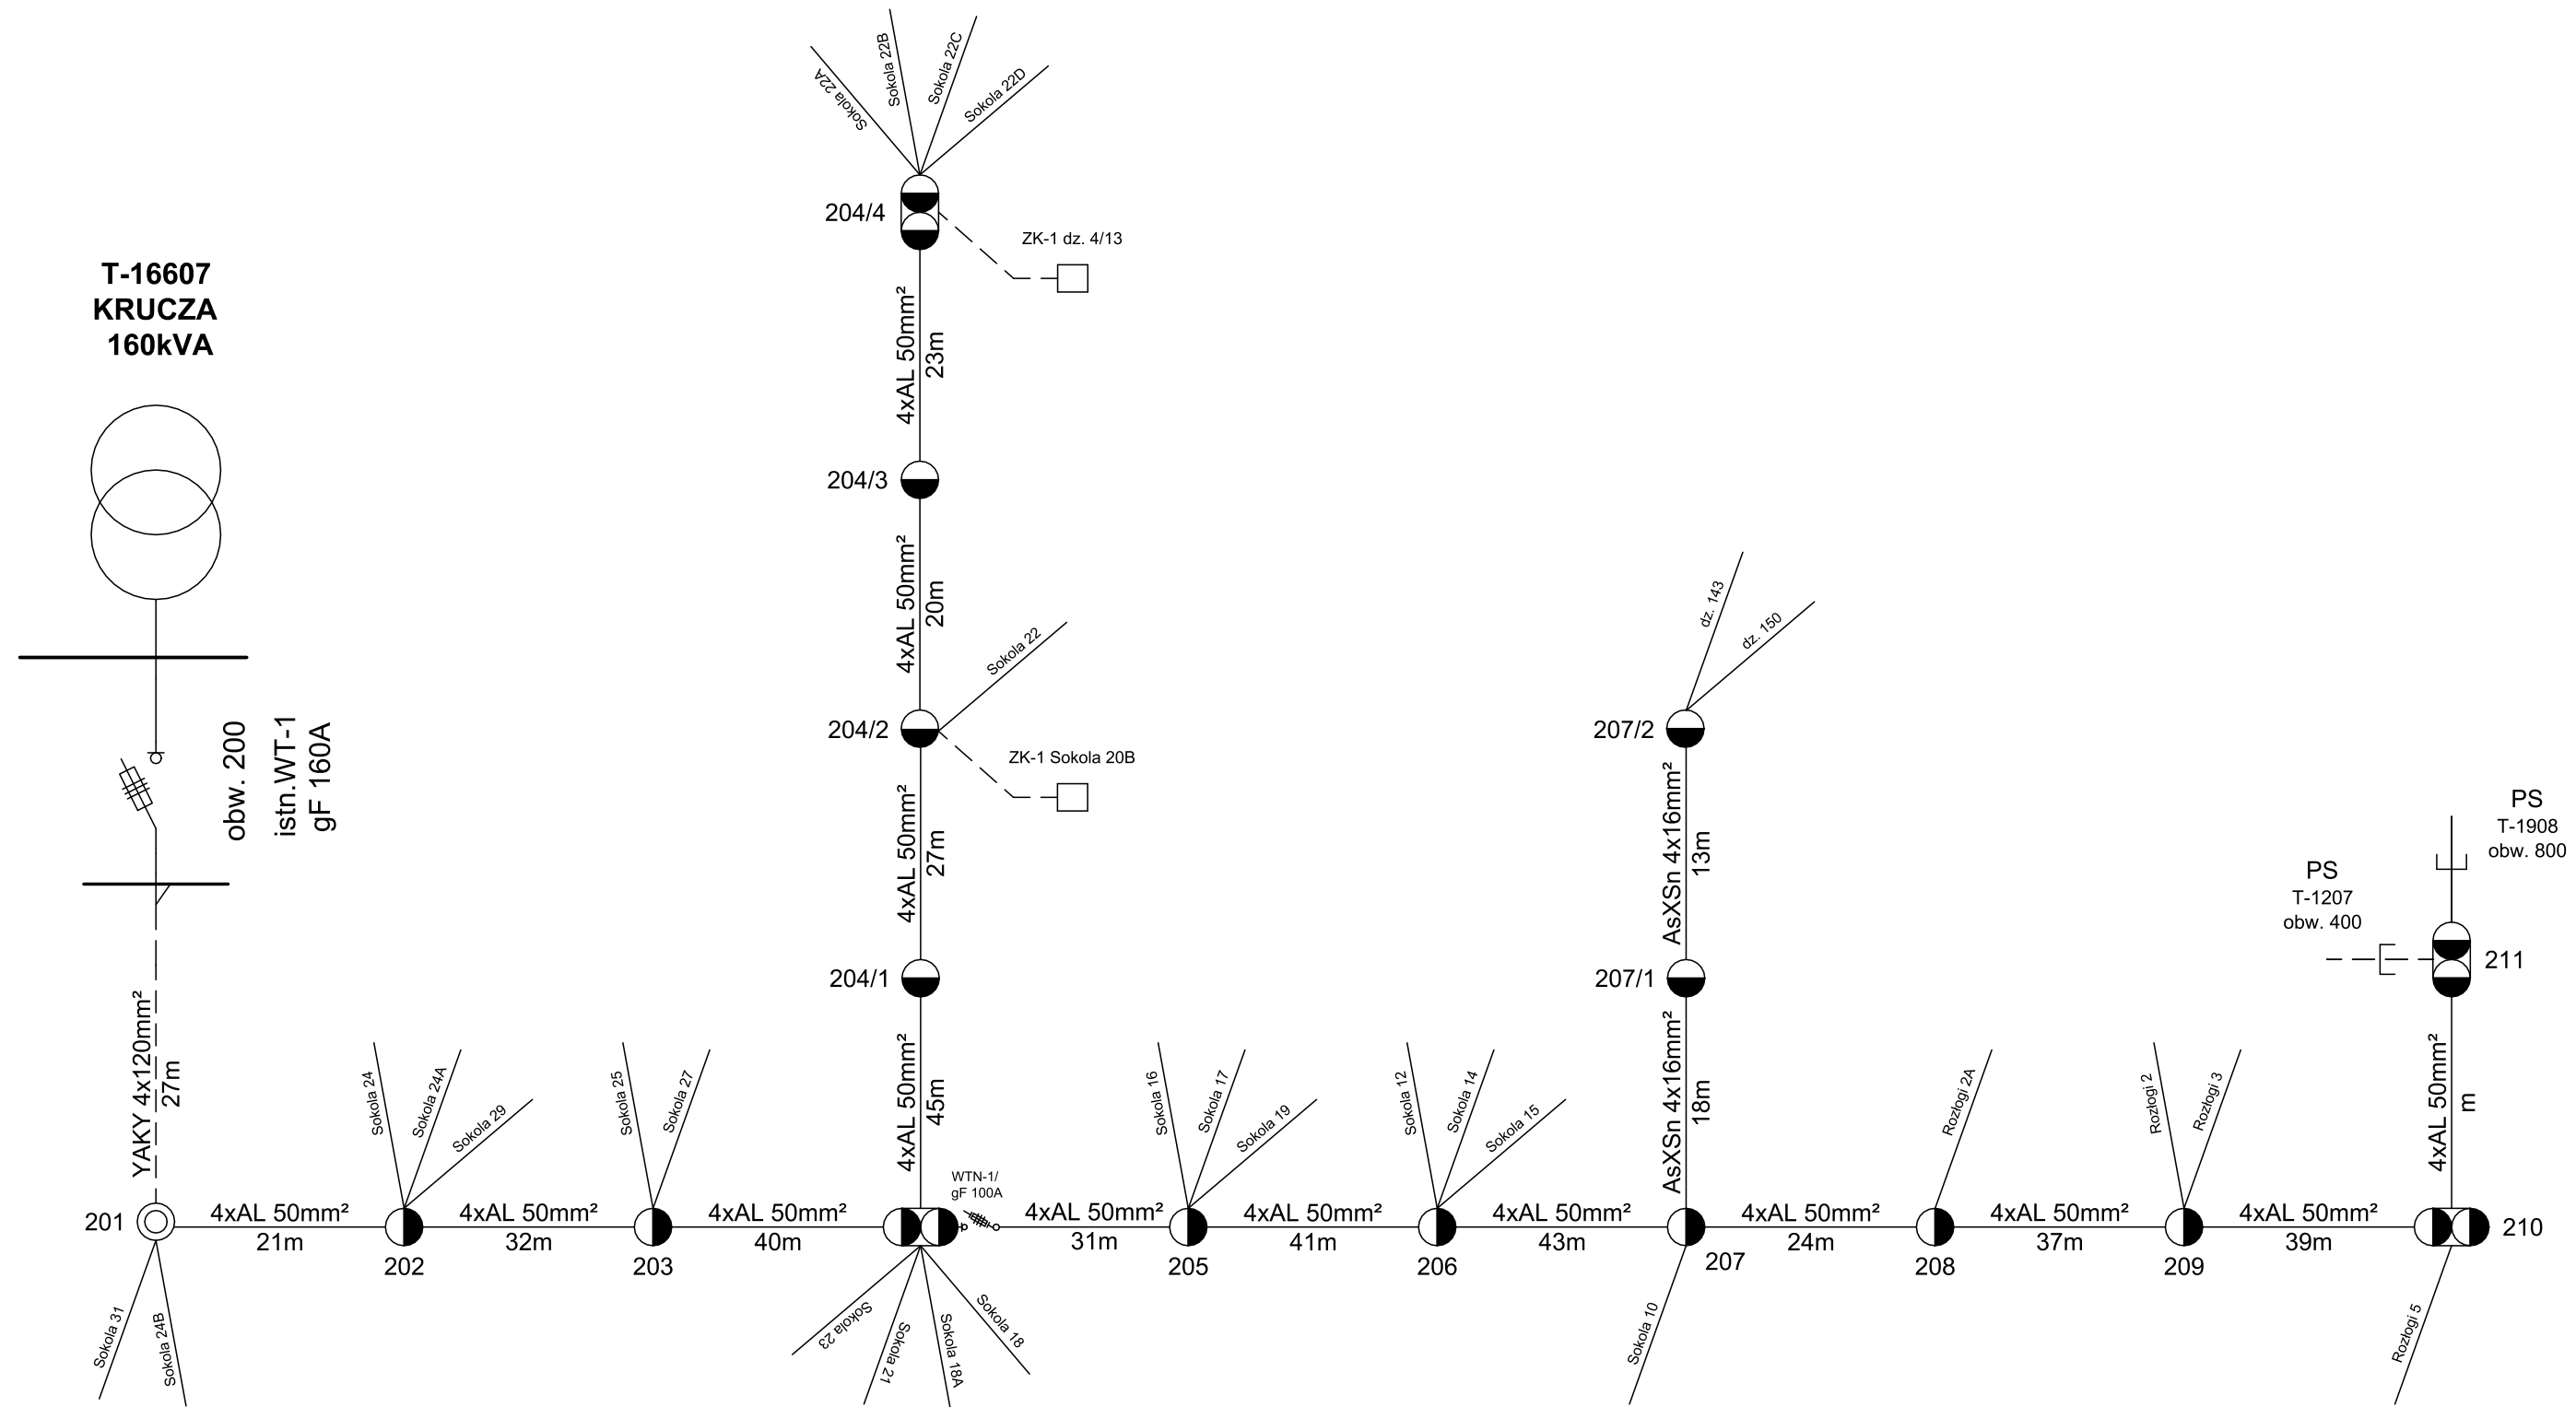 T-16607
KRUCZA
160kVA
obw. 200
istn.WT-1
gF 160A
YAKY 4x120mm²
27m
201
Sokola 31
Sokola 24B
4xAL 50mm²
21m
202
Sokola 24
Sokola 24A
Sokola 29
4xAL 50mm²
32m
203
Sokola 25
Sokola 27
4xAL 50mm²
40m
Sokola 23
Sokola 21
Sokola 18A
Sokola 18
4xAL 50mm²
45m
204/1
4xAL 50mm²
27m
204/2
Sokola 22
ZK-1 Sokola 20B
4xAL 50mm²
20m
204/3
4xAL 50mm²
23m
204/4
Sokola 22A
Sokola 22B
Sokola 22C
Sokola 22D
ZK-1 dz. 4/13
WTN-1/
gF 100A
4xAL 50mm²
31m
205
Sokola 16
Sokola 17
Sokola 19
4xAL 50mm²
41m
206
Sokola 12
Sokola 14
Sokola 15
4xAL 50mm²
43m
207
Sokola 10
AsXSn 4x16mm²
18m
207/1
AsXSn 4x16mm²
13m
207/2
dz. 143
dz. 150
4xAL 50mm²
24m
208
Rozłogi 2A
4xAL 50mm²
37m
209
Rozłogi 2
Rozłogi 3
4xAL 50mm²
39m
210
Rozłogi 5
4xAL 50mm²
m
211
PS
T-1207
obw. 400
PS
T-1908
obw. 800